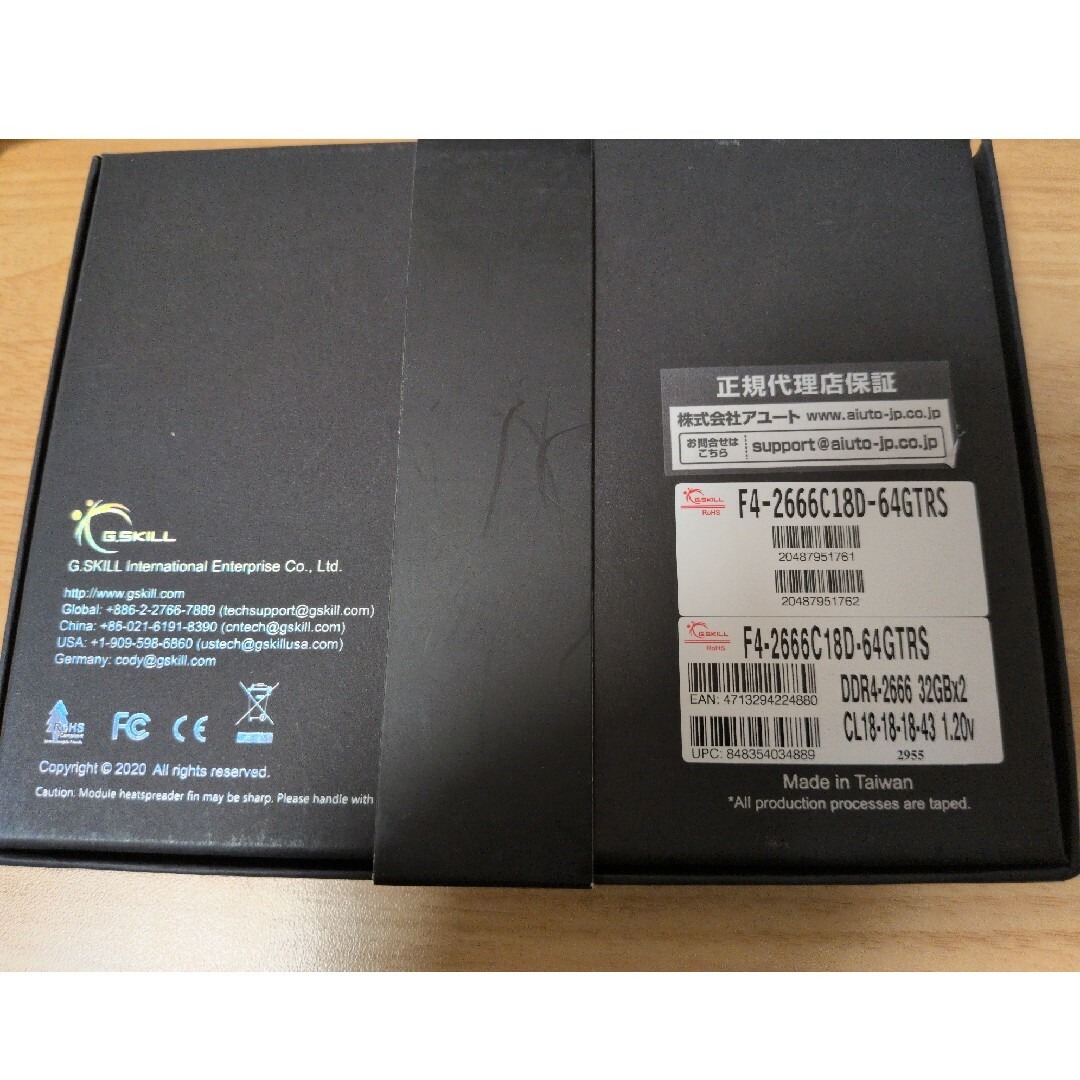 G.SKILL
G.SKILL International Enterprise Co., Ltd.
http://www.gskill.com
Global: +886-2-2766-7889 (techsupport@gskill.com)
China: +86-021-6191-8390 (cntech@gskill.com)
USA: +1-909-598-6860 (ustech@gskillusa.com)
Germany: cody@gskill.com
RoHS
FC CE
Copyright © 2020 All rights reserved.
Caution: Module heatspreader fin may be sharp. Please handle with
正規代理店保証
株式会社アユート www.aiuto-jp.co.jp
お問合せは
こちら
support@aiuto-jp.co.jp
G.SKILL
RoHS
F4-2666C18D-64GTRS
20487951761
20487951762
G.SKILL
RoHS
F4-2666C18D-64GTRS
EAN: 4713294224880
DDR4-2666 32GBx2
CL18-18-18-43 1.20v
UPC: 848354034889
2955
Made in Taiwan
*All production processes are taped.